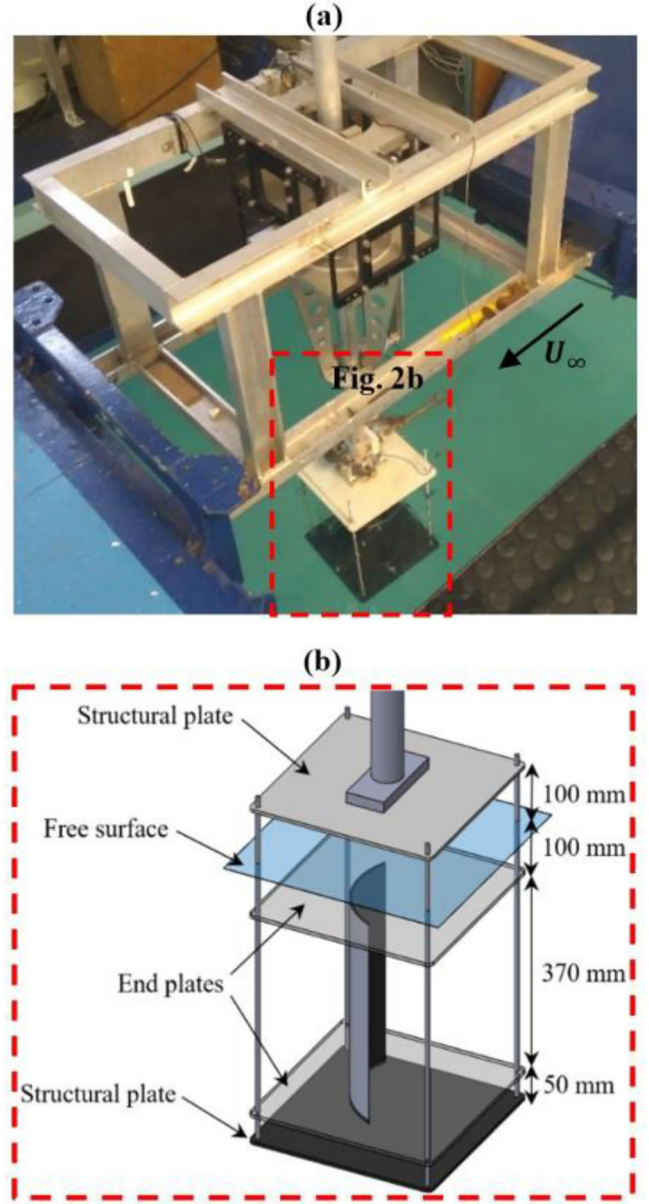 (a)
U∞
Fig. 2b
(b)
Structural plate
100 mm
Free surface
100 mm
370 mm
End plates
50 mm
Structural plate